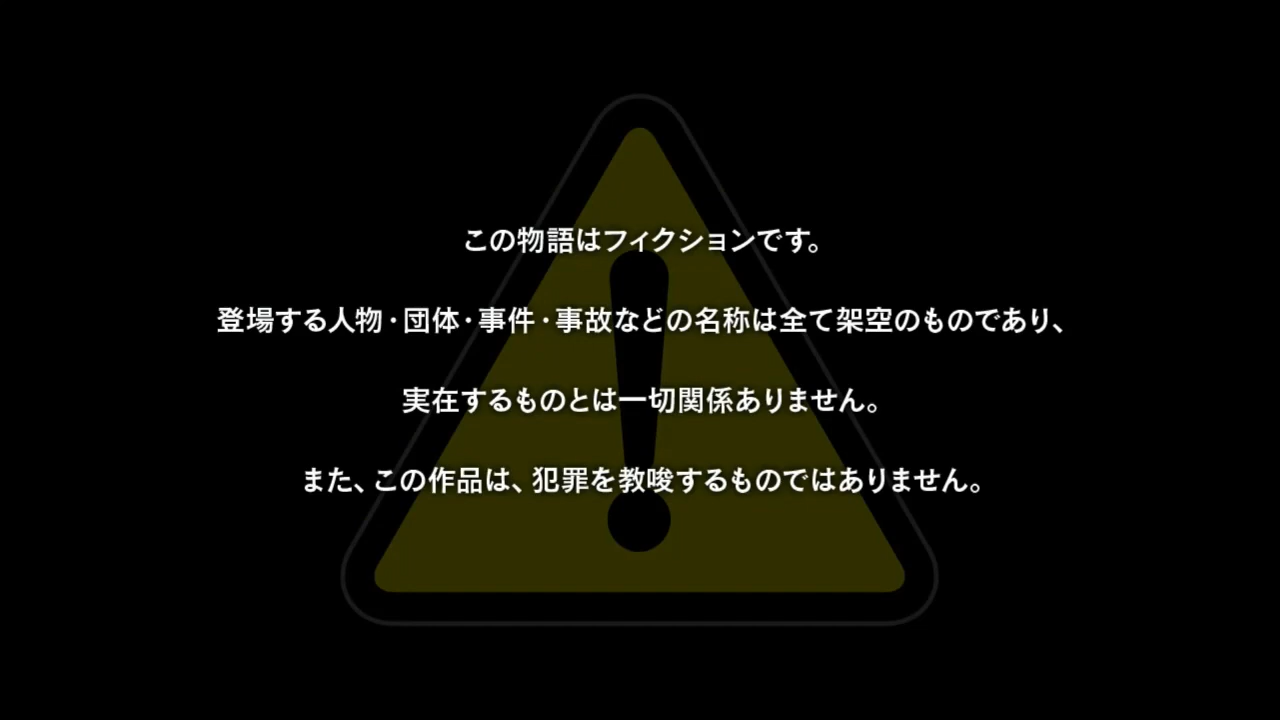 この物語はフィクションです。
登場する人物・団体・事件・事故などの名称は全て架空のものであり、
実在するものとは一切関係ありません。
また、この作品は、犯罪を教唆するものではありません。